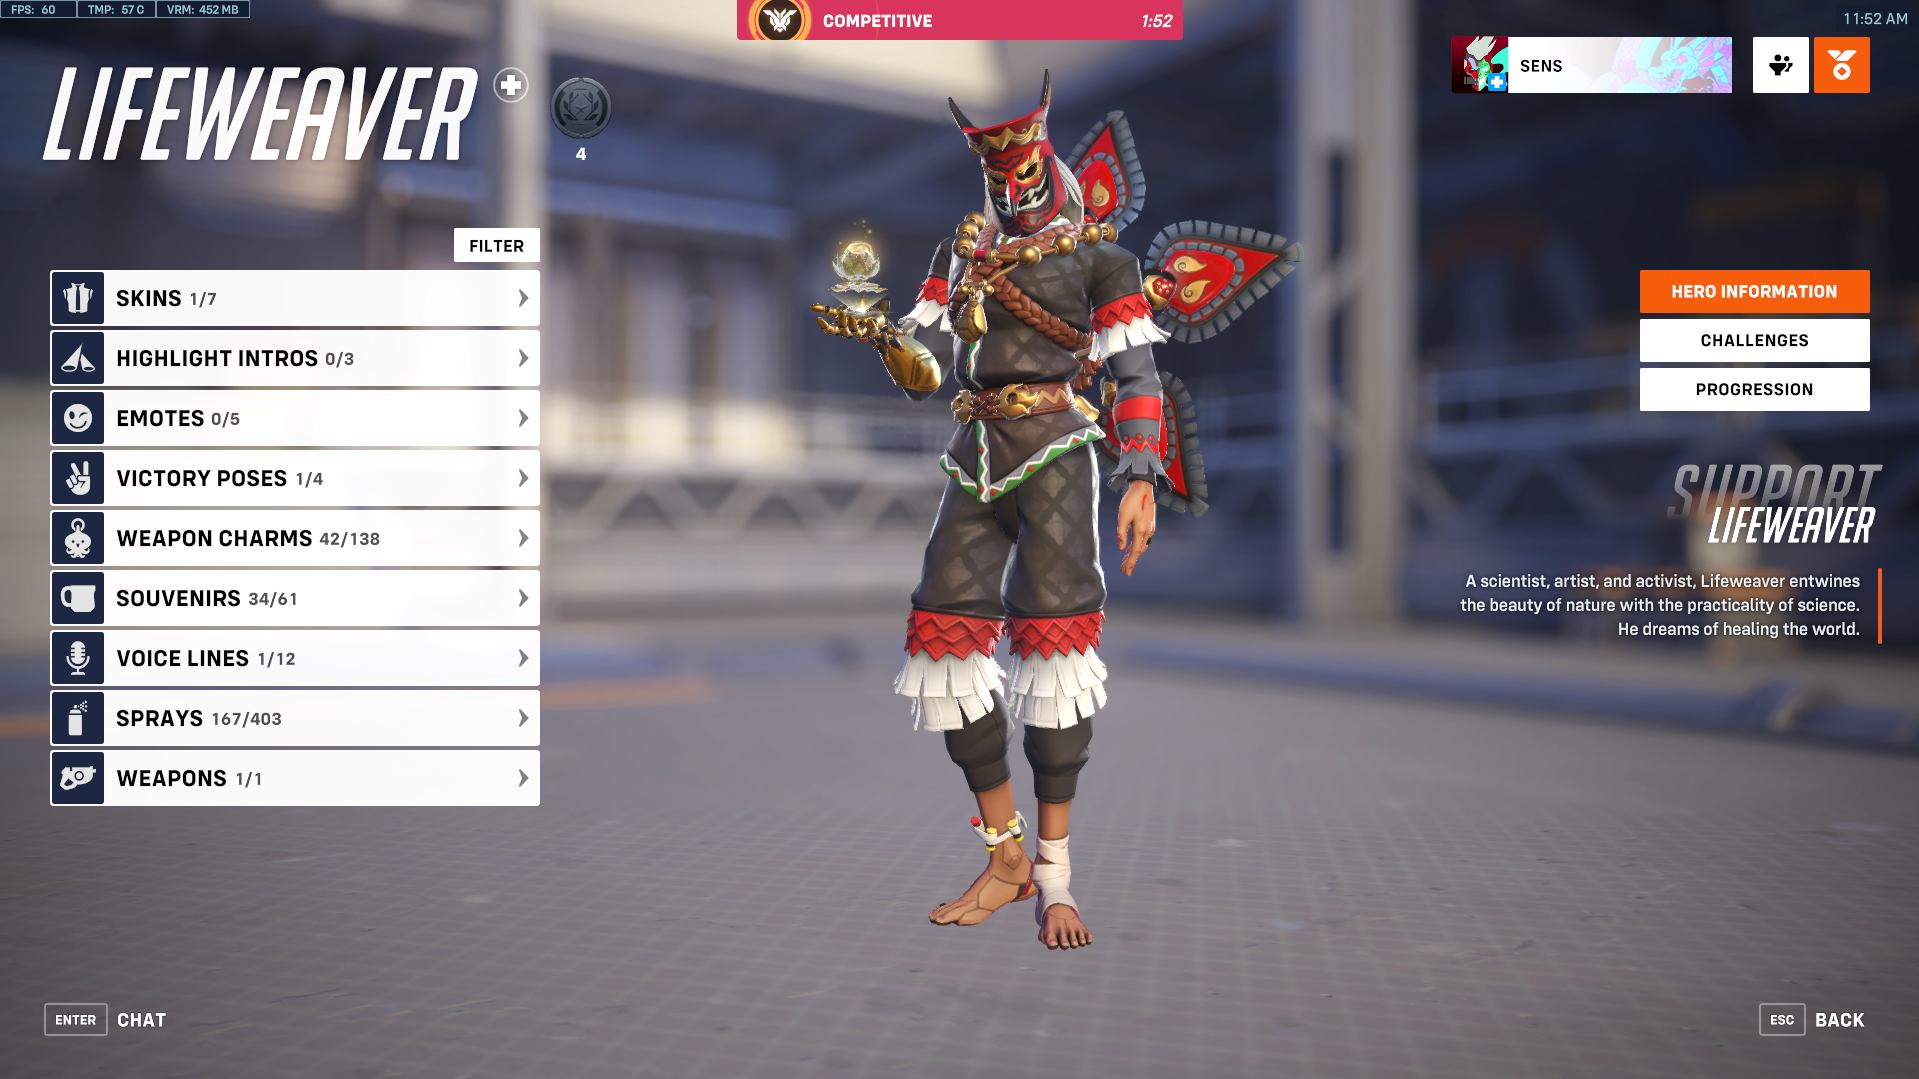 FPS: 60 TMP: 57 C VRM: 452 MB
COMPETITIVE 1:52
11:52 AM
SENS
LIFEWEAVER
4
FILTER
SKINS 1/7
HIGHLIGHT INTROS 0/3
EMOTES 0/5
VICTORY POSES 1/4
WEAPON CHARMS 42/138
SOUVENIRS 34/61
VOICE LINES 1/12
SPRAYS 167/403
WEAPONS 1/1
HERO INFORMATION
CHALLENGES
PROGRESSION
SUPPORT
LIFEWEAVER
A scientist, artist, and activist, Lifeweaver entwines
the beauty of nature with the practicality of science.
He dreams of healing the world.
ENTER CHAT
ESC BACK